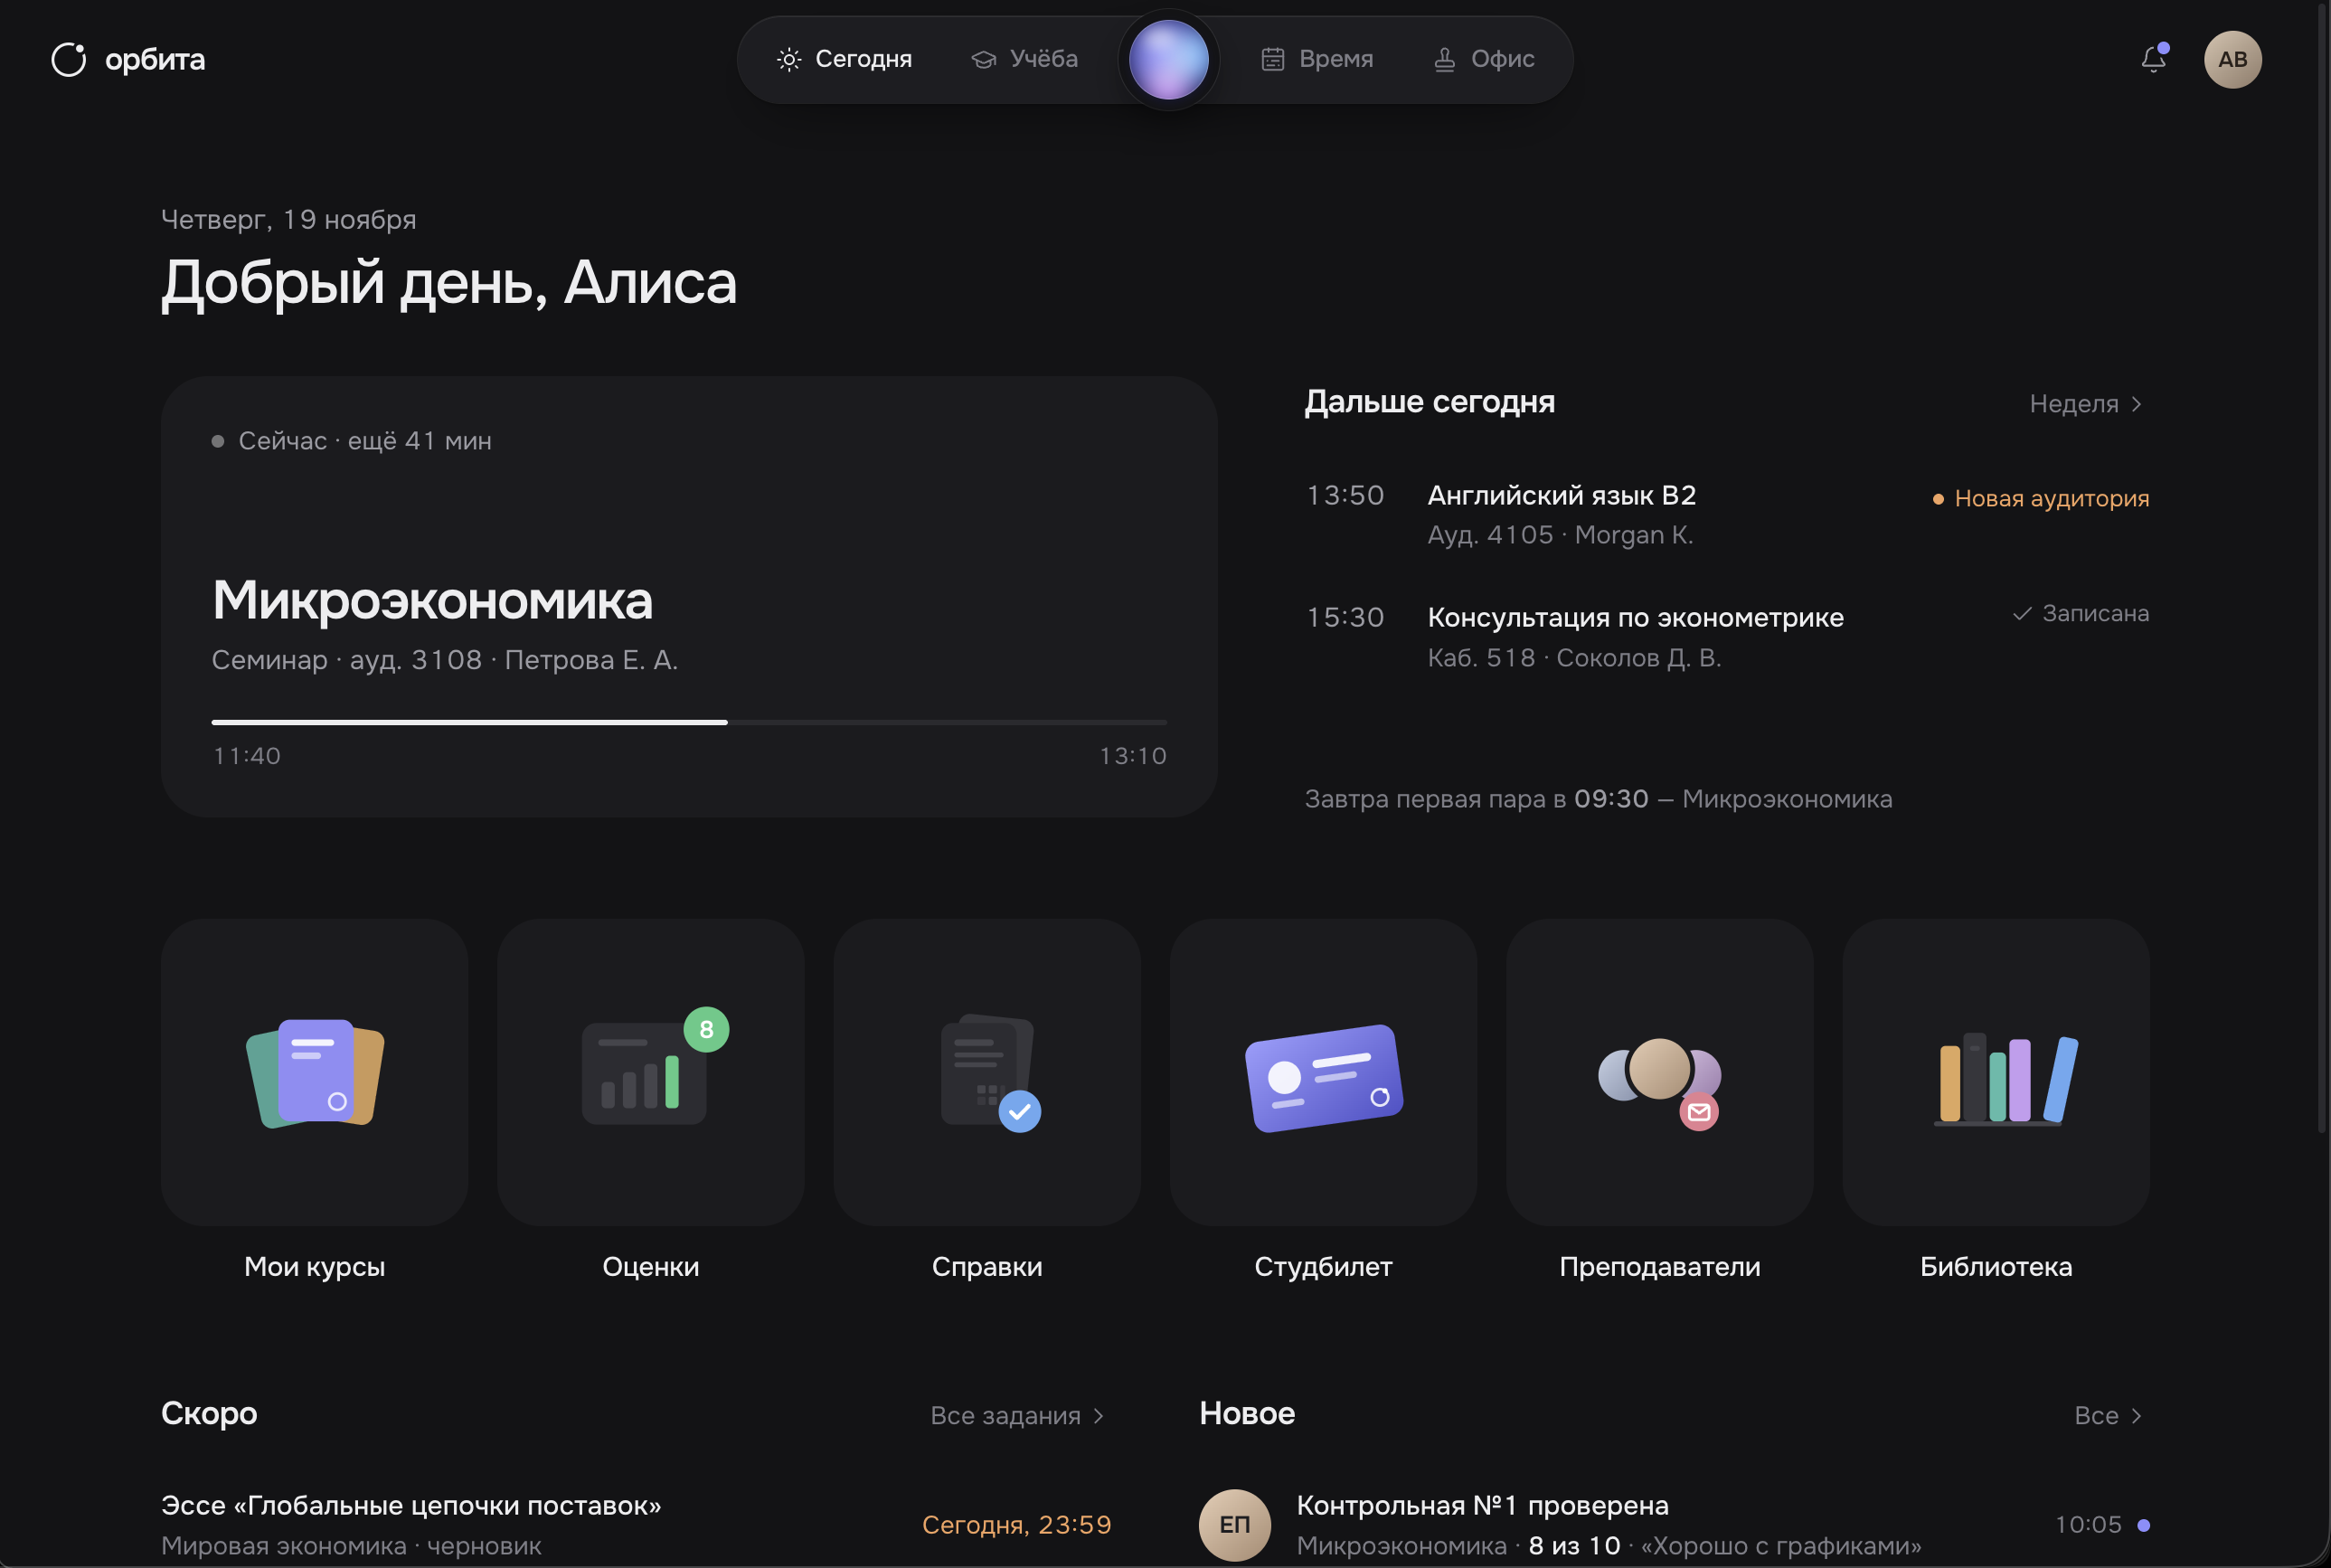 орбита
Сегодня
Учёба
Время
Офис
АВ
Четверг, 19 ноября
Добрый день, Алиса
Сейчас · ещё 41 мин
Микроэкономика
Семинар · ауд. 3108 · Петрова Е. А.
11:40
13:10
Дальше сегодня
Неделя
13:50
Английский язык B2
Новая аудитория
Ауд. 4105 · Morgan K.
15:30
Консультация по эконометрике
Записана
Каб. 518 · Соколов Д. В.
Завтра первая пара в 09:30 — Микроэкономика
8
Мои курсы
Оценки
Справки
Студбилет
Преподаватели
Библиотека
Скоро
Все задания
Эссе «Глобальные цепочки поставок»
Мировая экономика · черновик
Сегодня, 23:59
Новое
Все
ЕП
Контрольная №1 проверена
Микроэкономика · 8 из 10 · «Хорошо с графиками»
10:05